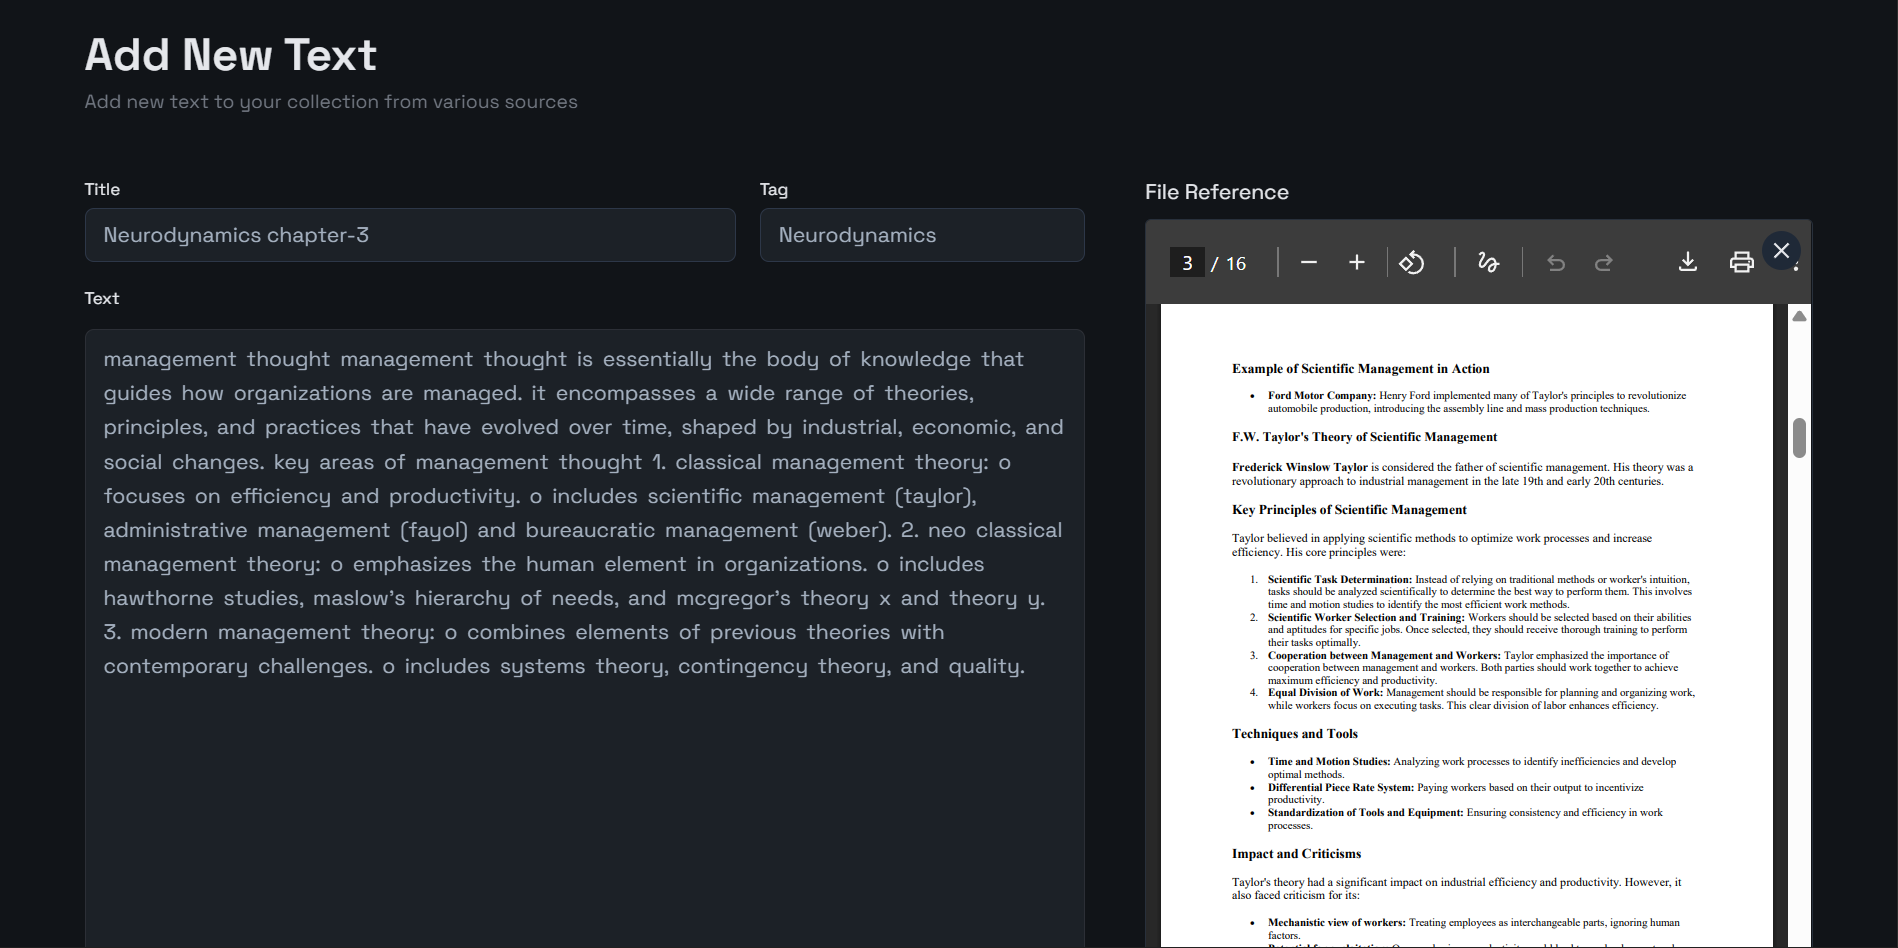 Add New Text
Add new text to your collection from various sources
Title
Neurodynamics chapter-3
Tag
Neurodynamics
Text
management thought management thought is essentially the body of knowledge that
guides how organizations are managed. it encompasses a wide range of theories,
principles, and practices that have evolved over time, shaped by industrial, economic, and
social changes. key areas of management thought 1. classical management theory: o
focuses on efficiency and productivity. o includes scientific management (taylor),
administrative management (fayol) and bureaucratic management (weber). 2. neo classical
management theory: o emphasizes the human element in organizations. o includes
hawthorne studies, maslow's hierarchy of needs, and mcgregor's theory x and theory y.
3. modern management theory: o combines elements of previous theories with
contemporary challenges. o includes systems theory, contingency theory, and quality.
File Reference
3 / 16
Example of Scientific Management in Action
• Ford Motor Company: Henry Ford implemented many of Taylor's principles to revolutionize
automobile production, introducing the assembly line and mass production techniques.
F.W. Taylor's Theory of Scientific Management
Frederick Winslow Taylor is considered the father of scientific management. His theory was a
revolutionary approach to industrial management in the late 19th and early 20th centuries.
Key Principles of Scientific Management
Taylor believed in applying scientific methods to optimize work processes and increase
efficiency. His core principles were:
1. Scientific Task Determination: Instead of relying on traditional methods or worker's intuition,
tasks should be analyzed scientifically to determine the best way to perform them. This involves
time and motion studies to identify the most efficient work methods.
2. Scientific Worker Selection and Training: Workers should be selected based on their abilities
and aptitudes for specific jobs. Once selected, they should receive thorough training to perform
their tasks optimally.
3. Cooperation between Management and Workers: Taylor emphasized the importance of
cooperation between management and workers. Both parties should work together to achieve
maximum efficiency and productivity.
4. Equal Division of Work: Management should be responsible for planning and organizing work,
while workers focus on executing tasks. This clear division of labor enhances efficiency.
Techniques and Tools
• Time and Motion Studies: Analyzing work processes to identify inefficiencies and develop
optimal methods.
• Differential Piece Rate System: Paying workers based on their output to incentivize
productivity.
• Standardization of Tools and Equipment: Ensuring consistency and efficiency in work
processes.
Impact and Criticisms
Taylor's theory had a significant impact on industrial efficiency and productivity. However, it
also faced criticism for its:
• Mechanistic view of workers: Treating employees as interchangeable parts, ignoring human
factors.